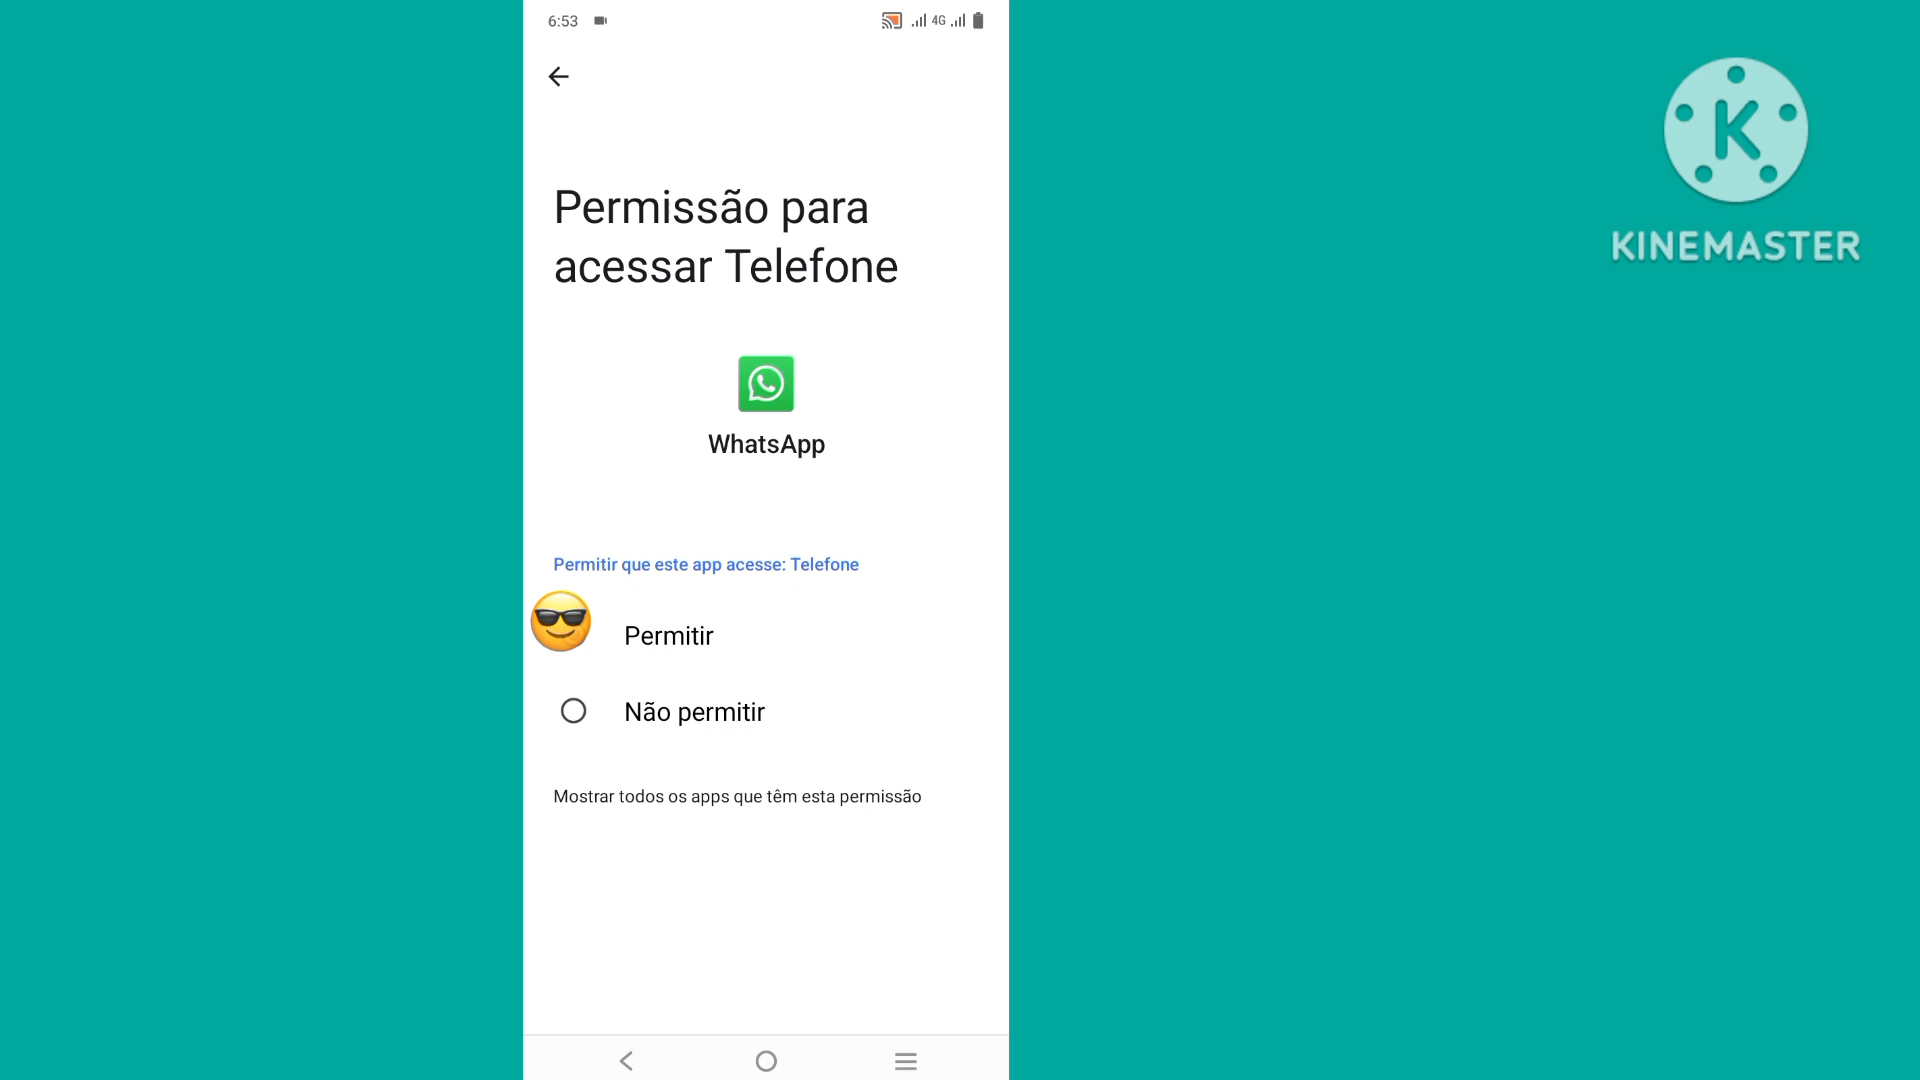 6:53
4G
Permissão para
acessar Telefone
WhatsApp
Permitir que este app acesse: Telefone
Permitir
Não permitir
Mostrar todos os apps que têm esta permissão
K
KINEMASTER